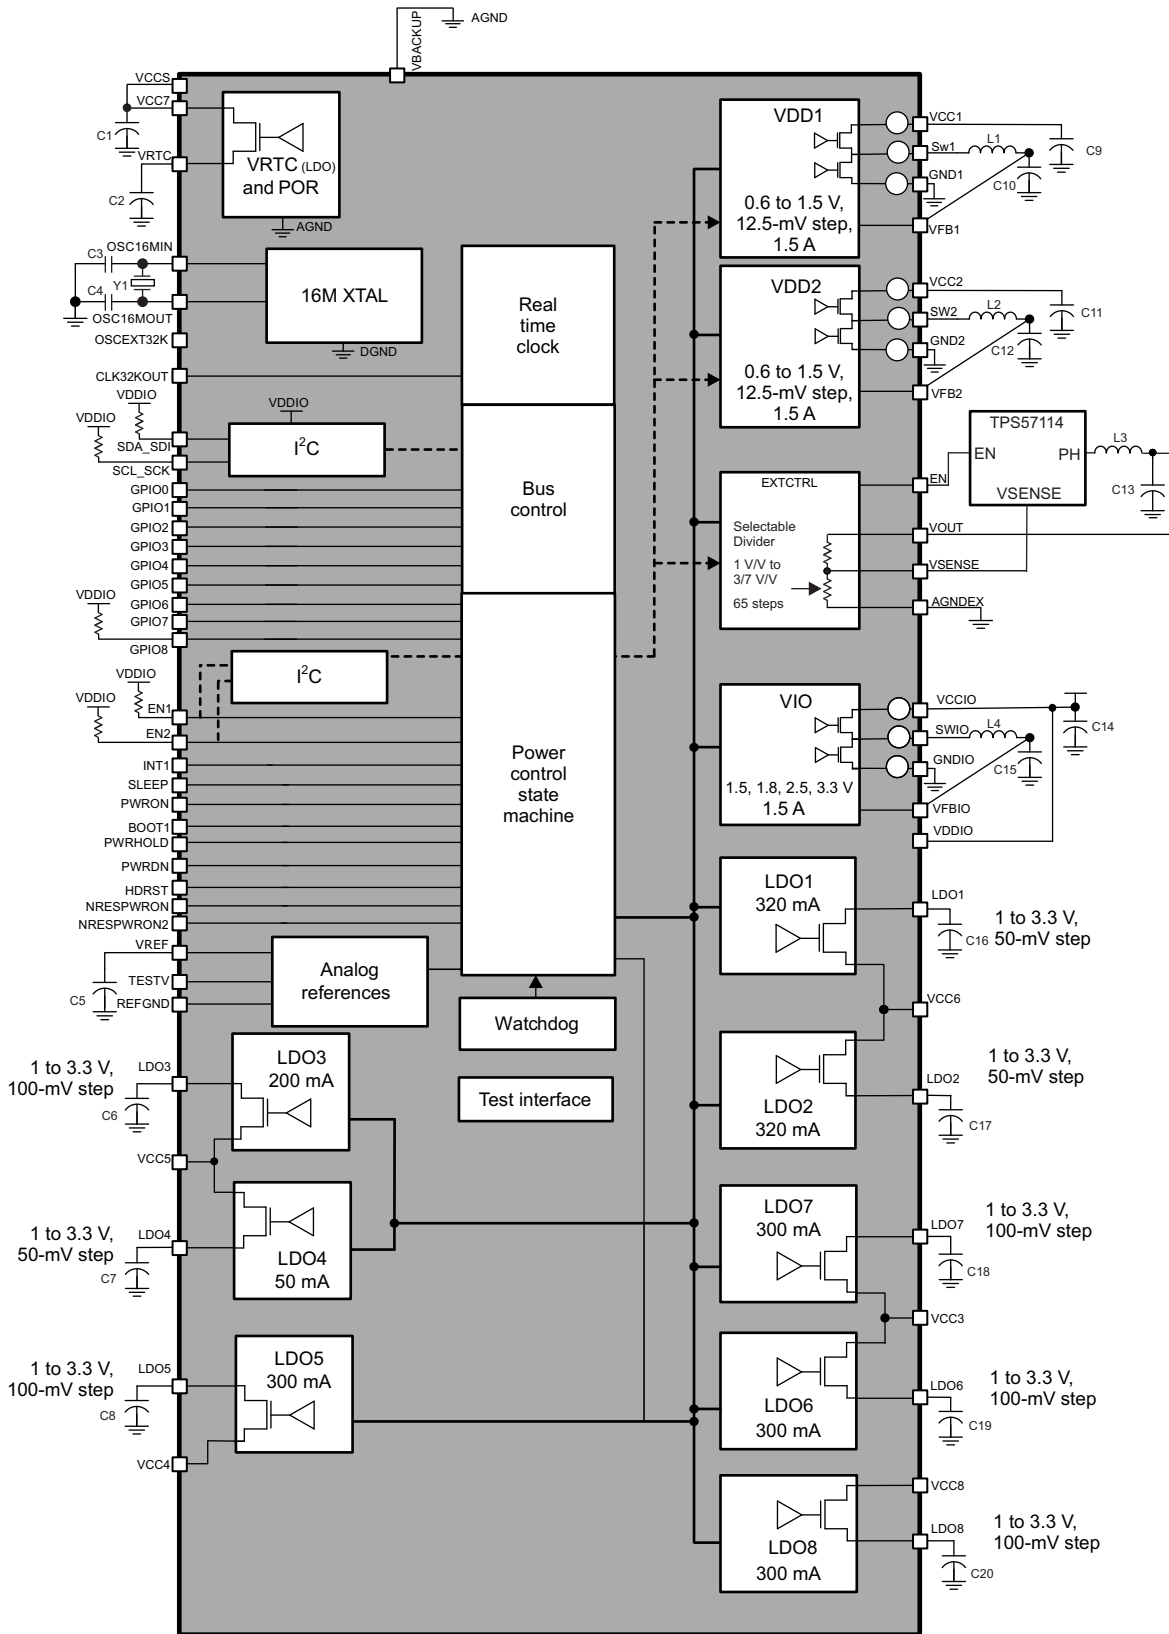 AGND
VBACKUP
VCCS
VCC7
C1
VRTC
C2
VRTC (LDO)
and POR
AGND
C3
OSC16MIN
Y1
C4
OSC16MOUT
16M XTAL
DGND
OSCEXT32K
CLK32KOUT
VDDIO
VDDIO
VDDIO
SDA_SDI
SCL_SCK
I2C
GPIO0
GPIO1
GPIO2
GPIO3
GPIO4
GPIO5
GPIO6
GPIO7
VDDIO
GPIO8
I2C
VDDIO
VDDIO
EN1
EN2
INT1
SLEEP
PWRON
BOOT1
PWRHOLD
PWRDN
HDRST
NRESPWRON
NRESPWRON2
VREF
TESTV
C5
REFGND
Analog
references
Real
time
clock
Bus
control
Power
control
state
machine
Watchdog
Test interface
1 to 3.3 V,
100-mV step
LDO3
C6
LDO3
200 mA
VCC5
1 to 3.3 V,
50-mV step
LDO4
C7
LDO4
50 mA
1 to 3.3 V,
100-mV step
LDO5
C8
LDO5
300 mA
VCC4
VDD1
0.6 to 1.5 V,
12.5-mV step,
1.5 A
VCC1
Sw1
L1
C9
C10
GND1
VFB1
VDD2
0.6 to 1.5 V,
12.5-mV step,
1.5 A
VCC2
SW2
L2
C11
C12
GND2
VFB2
EXTCTRL
Selectable
Divider
1 V/V to
3/7 V/V
65 steps
EN
VOUT
VSENSE
AGNDEX
TPS57114
EN
PH
VSENSE
L3
C13
VIO
1.5, 1.8, 2.5, 3.3 V
1.5 A
VCCIO
SWIO
L4
C14
C15
GNDIO
VFBIO
VDDIO
LDO1
320 mA
LDO1
C16
1 to 3.3 V,
50-mV step
VCC6
LDO2
320 mA
LDO2
C17
1 to 3.3 V,
50-mV step
LDO7
300 mA
LDO7
C18
1 to 3.3 V,
100-mV step
VCC3
LDO6
300 mA
LDO6
C19
1 to 3.3 V,
100-mV step
VCC8
LDO8
300 mA
LDO8
C20
1 to 3.3 V,
100-mV step